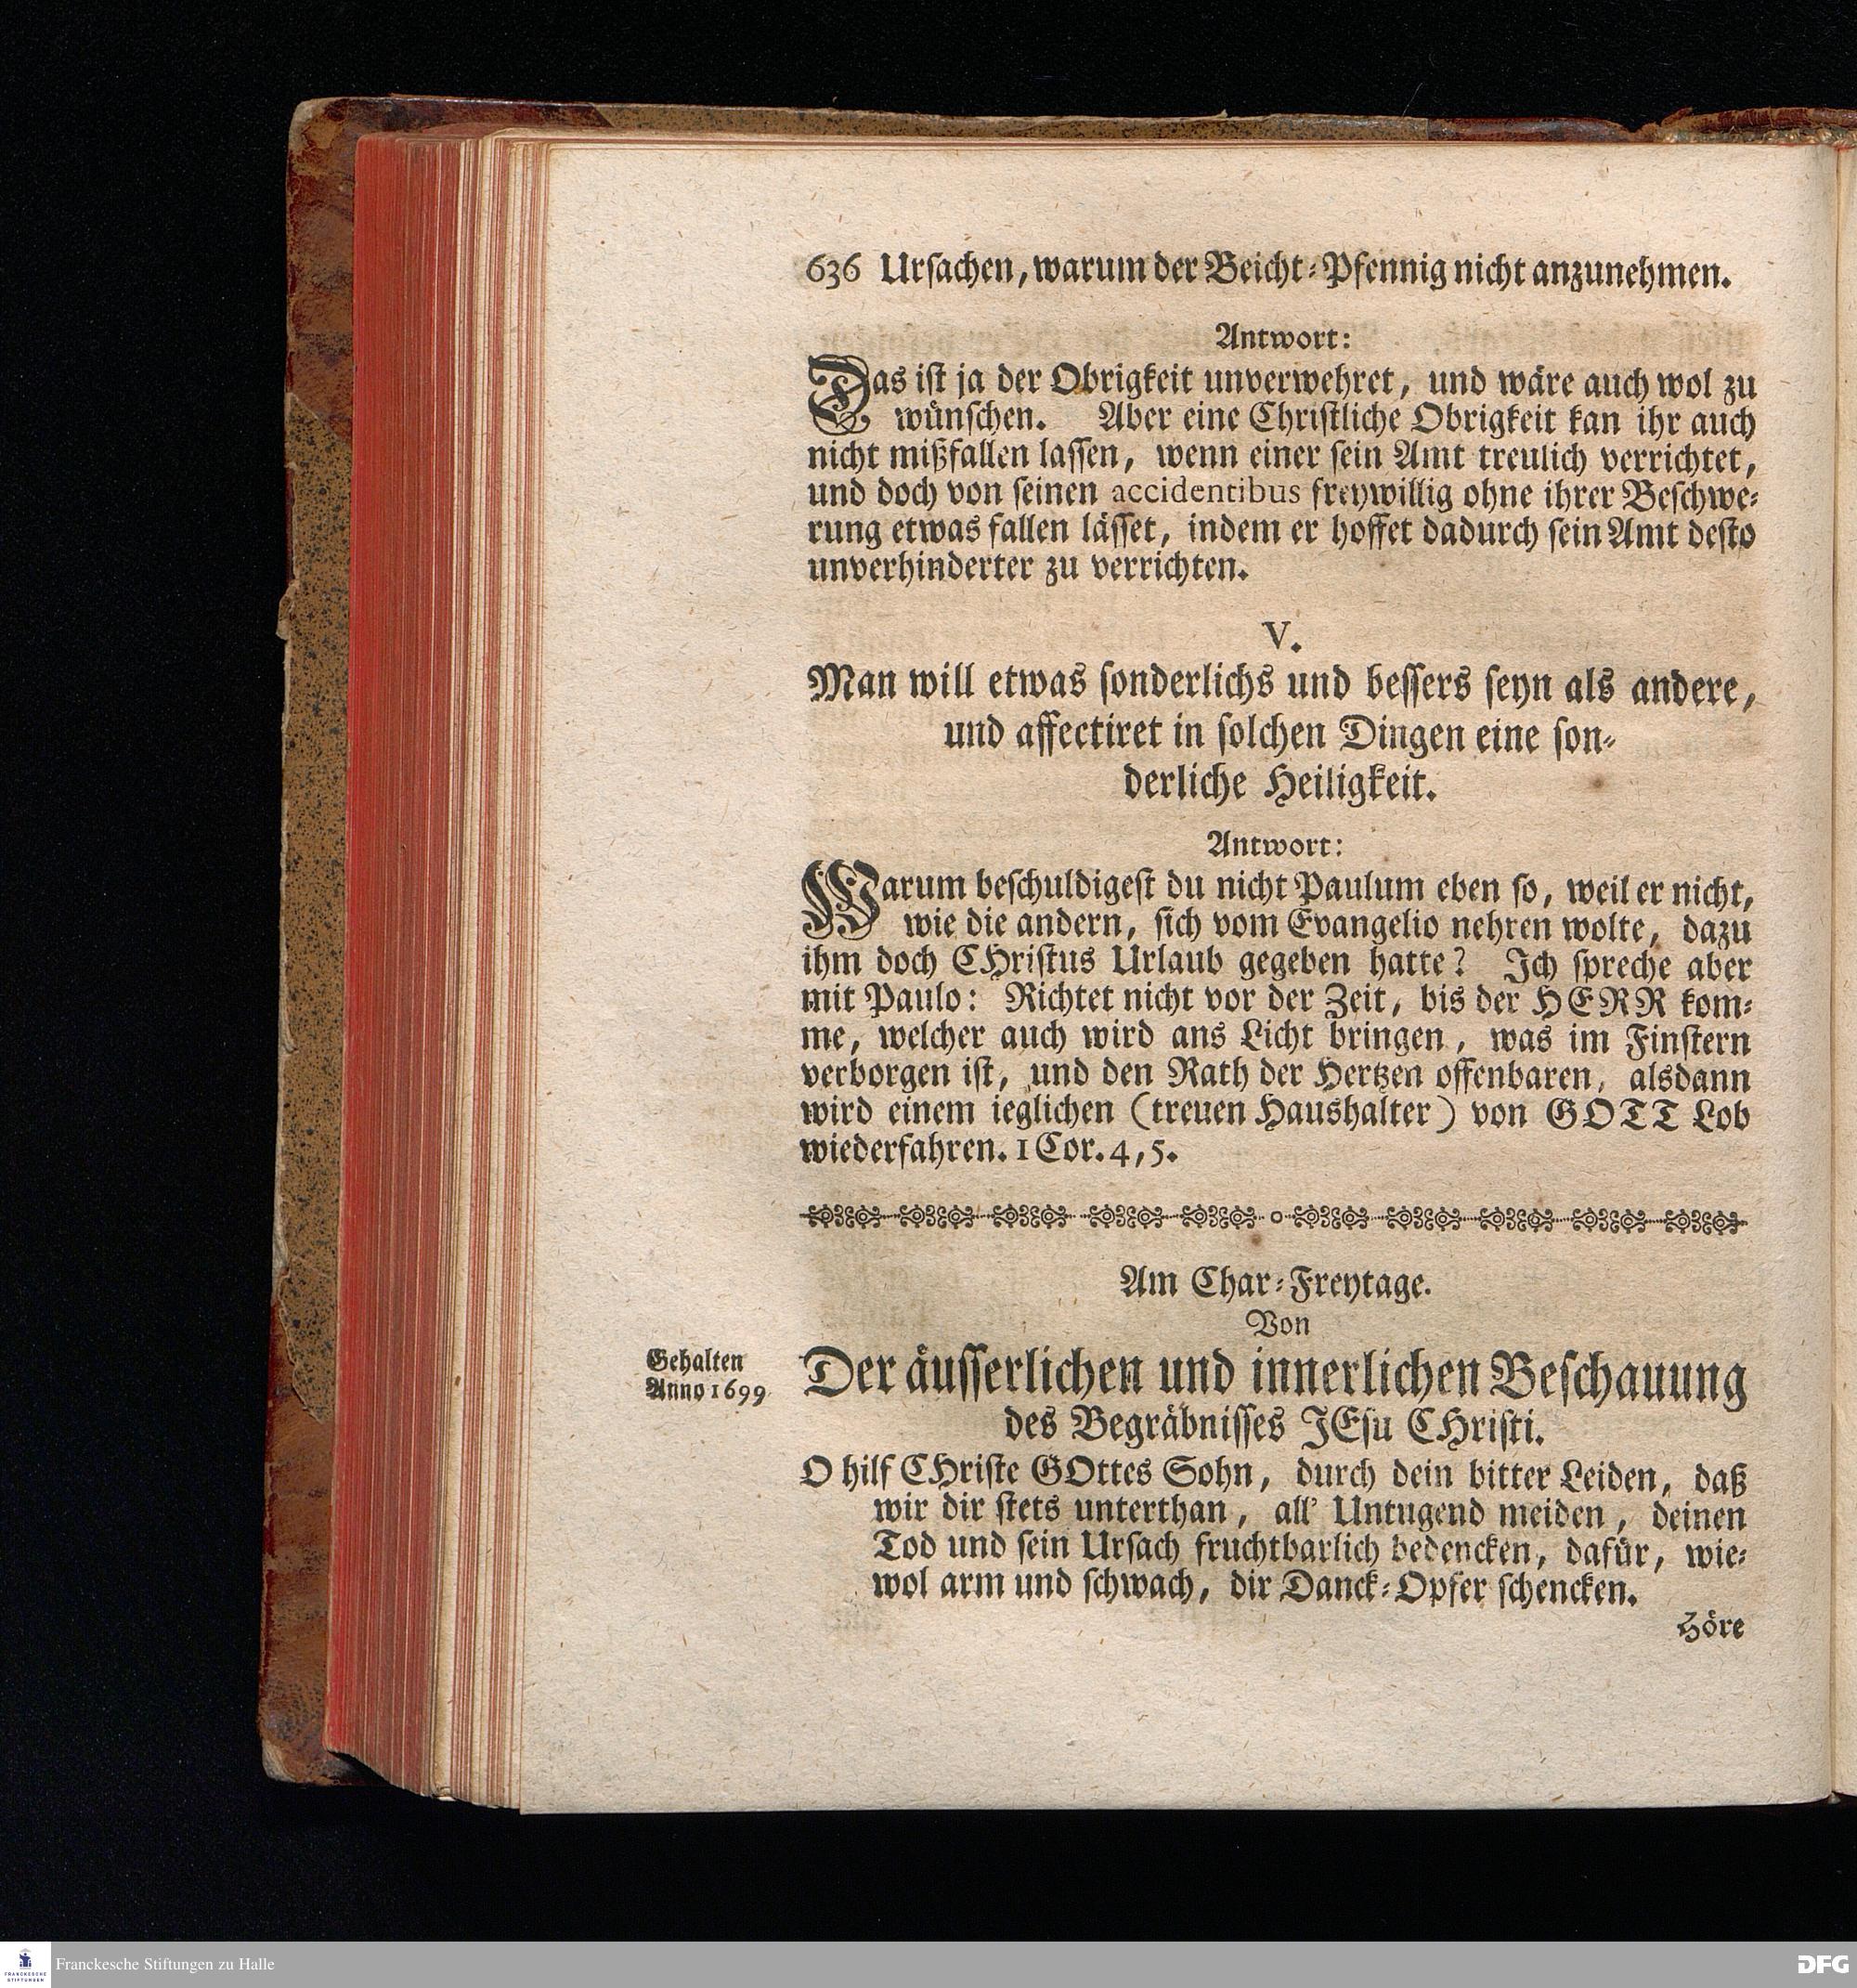 636 Urſachen, warum der Beicht-Pfennig nicht anzunehmen.
Antwort:
Das iſt ja der Obrigkeit unverwehret, und wäre auch wol zu
wünſchen. Aber eine Chriſtliche Obrigkeit kan ihr auch
nicht mißfallen laſſen, wenn einer ſein Amt treulich verrichtet,
und doch von ſeinen accidentibus freywillig ohne ihrer Beſchwe-
rung etwas fallen läſſet, indem er hoffet dadurch ſein Amt deſto
unverhinderter zu verrichten.
V.
Man will etwas ſonderlichs und beſſers ſeyn als andere,
und affectiret in ſolchen Dingen eine ſon-
derliche Heiligkeit.
Antwort:
Warum beſchuldigeſt du nicht Paulum eben ſo, weil er nicht,
wie die andern, ſich vom Evangelio nehren wolte, dazu
ihm doch CHriſtus Urlaub gegeben hatte? Ich ſpreche aber
mit Paulo: Richtet nicht vor der Zeit, bis der HERR kom-
me, welcher auch wird ans Licht bringen, was im Finſtern
verborgen iſt, und den Rath der Hertzen offenbaren, alsdann
wird einem ieglichen (treuen Haushalter) von GOTT Lob
wiederfahren. 1 Cor. 4, 5.
Am Char-Freytage.
Von
Gehalten
Anno 1699
Der äuſſerlichen und innerlichen Beſchauung
des Begräbniſſes JEſu CHriſti.
O hilf CHriſte GOttes Sohn, durch dein bitter Leiden, daß
wir dir ſtets unterthan, all' Untugend meiden, deinen
Tod und ſein Urſach fruchtbarlich bedencken, dafür, wie-
wol arm und ſchwach, dir Danck-Opfer ſchencken.
Höre
FRANCKESCHE
STIFTUNGEN
Franckesche Stiftungen zu Halle
DFG